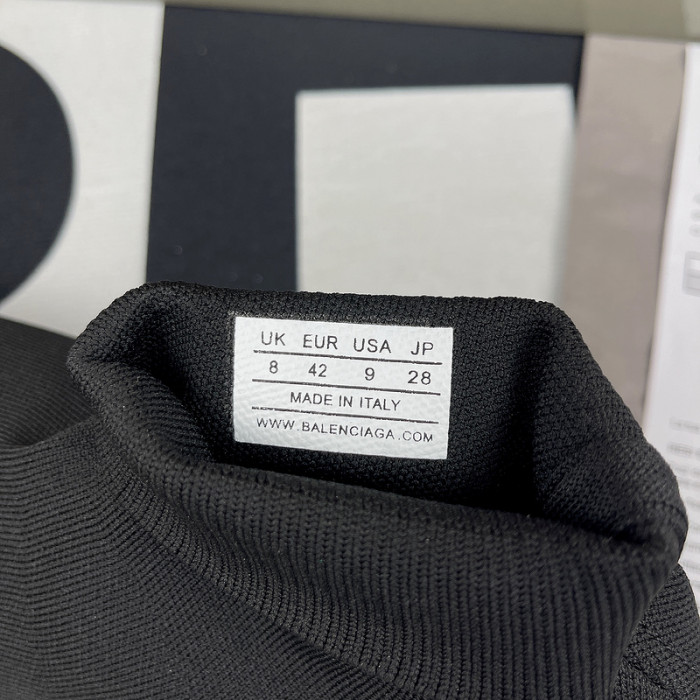 UK EUR USA JP
8 42 9 28
MADE IN ITALY
WWW.BALENCIAGA.COM